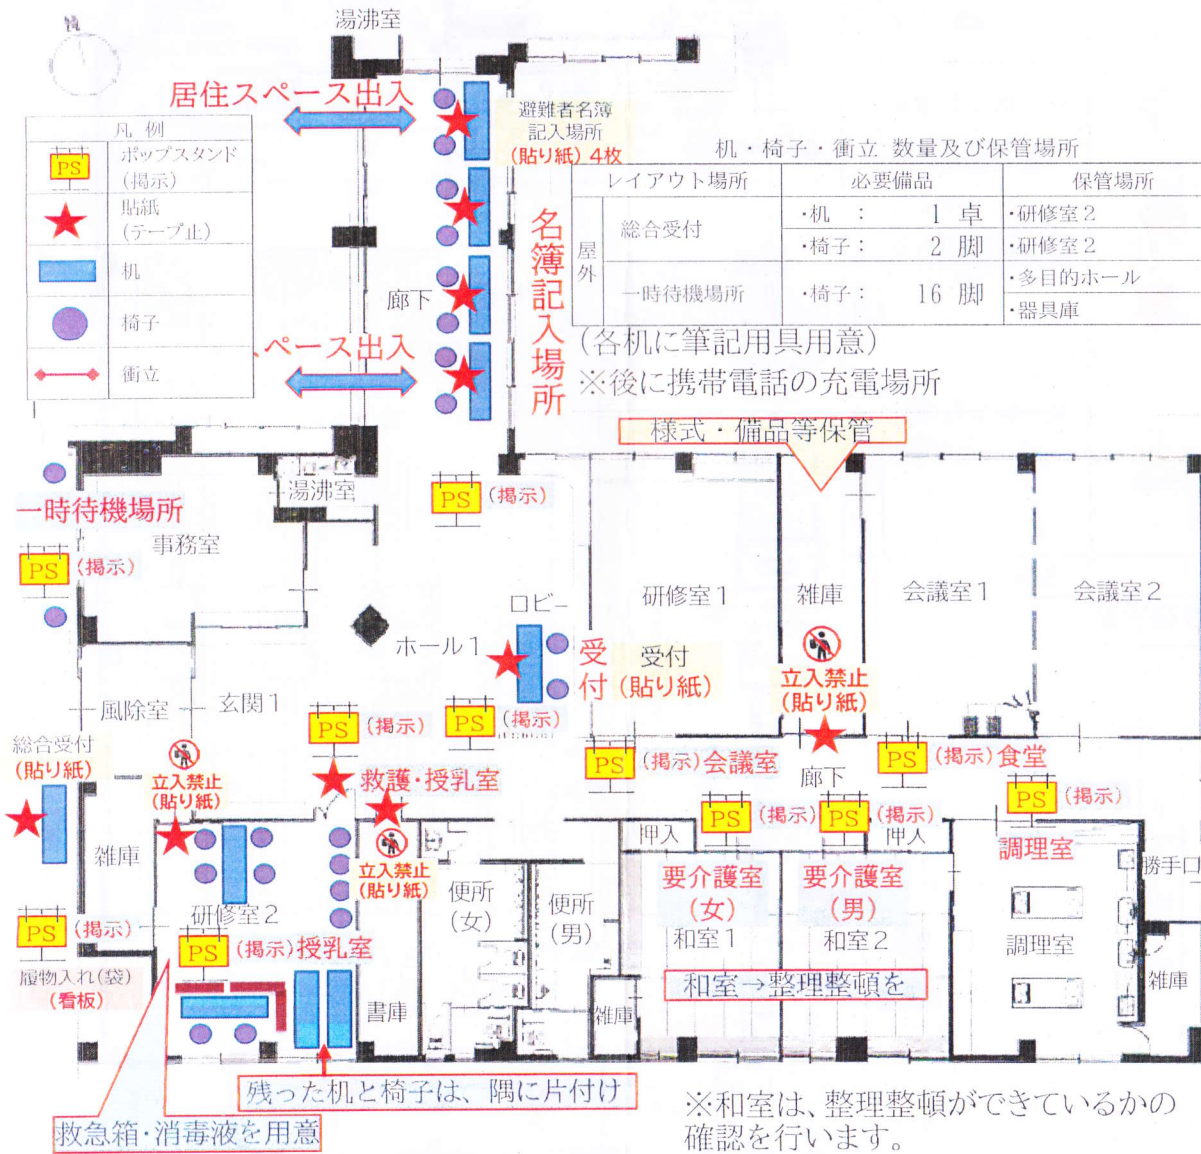 湯沸室
居住スペース出入
避難者名簿
記入場所
(貼り紙) 4枚
凡 例
PS
ポップスタンド
(掲示)
貼紙
(テープ止)
机
椅子
衝立
机・椅子・衝立 数量及び保管場所
レイアウト場所 必要備品 保管場所
屋外
総合受付 ・机 : 1 卓 ・研修室2
・椅子: 2 脚 ・研修室2
一時待機場所 ・椅子: 16 脚 ・多目的ホール
・器具庫
名簿記入場所
廊下
ペース出入
(各机に筆記用具用意)
※後に携帯電話の充電場所
様式・備品等保管
一時待機場所
湯沸室
事務室
PS (掲示)
PS (掲示)
ロビー
ホール1
受付
受付
(貼り紙)
研修室1
雑庫
立入禁止
(貼り紙)
会議室1
会議室2
風除室
玄関1
PS (掲示)
PS (掲示)
PS (掲示) 会議室
廊下
PS (掲示) 食堂
総合受付
(貼り紙)
立入禁止
(貼り紙)
救護・授乳室
立入禁止
(貼り紙)
PS (掲示)
PS (掲示)
PS (掲示)
調理室
雑庫
押入
押入
要介護室
(女)
和室1
要介護室
(男)
和室2
和室→整理整頓を
調理室
勝手口
雑庫
便所
(女)
便所
(男)
雑庫
書庫
研修室2
PS (掲示) 授乳室
PS (掲示)
履物入れ(袋)
(看板)
残った机と椅子は、隅に片付け
救急箱・消毒液を用意
※和室は、整理整頓ができているかの
確認を行います。